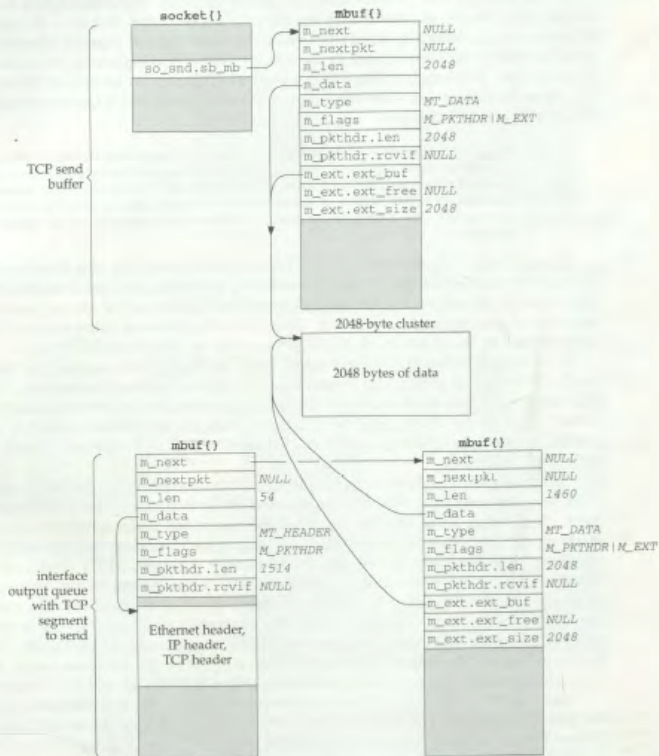 socket{}
so_snd.sb_mb
TCP send
buffer
mbuf{}
m_next NULL
m_nextpkt NULL
m_len 2048
m_data
m_type MT_DATA
m_flags M_PKTHDR|M_EXT
m_pkthdr.len 2048
m_pkthdr.rcvif NULL
m_ext.ext_buf
m_ext.ext_free NULL
m_ext.ext_size 2048
2048-byte cluster
2048 bytes of data
mbuf{}
m_next
m_nextpkt NULL
m_len 54
m_data
m_type MT_HEADER
m_flags M_PKTHDR
m_pkthdr.len 1514
m_pkthdr.rcvif NULL
Ethernet header,
IP header,
TCP header
interface
output queue
with TCP
segment
to send
mbuf{}
m_next NULL
m_nextpkt NULL
m_len 1460
m_data
m_type MT_DATA
m_flags M_PKTHDR|M_EXT
m_pkthdr.len 2048
m_pkthdr.rcvif NULL
m_ext.ext_buf
m_ext.ext_free NULL
m_ext.ext_size 2048